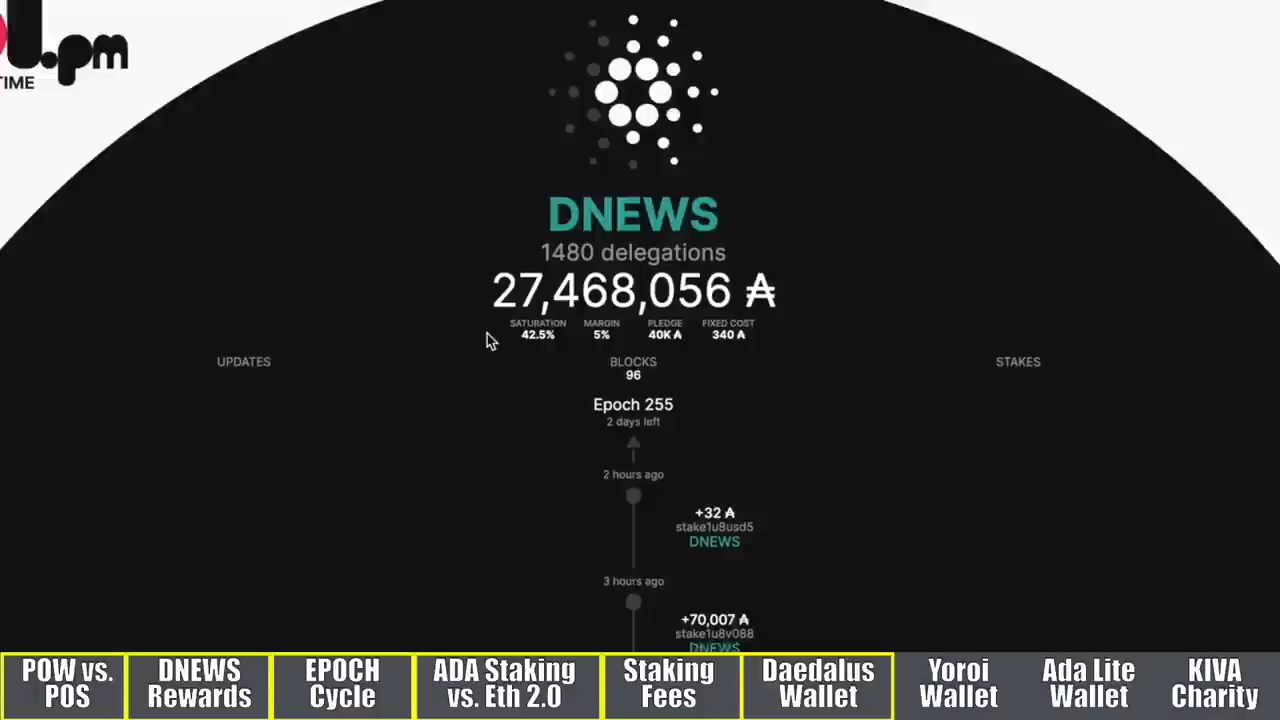 .pm
TIME
DNEWS
1480 delegations
27,468,056 ₳
SATURATION MARGIN PLEDGE FIXED COST
42.5% 5% 40K ₳ 340 ₳
UPDATES BLOCKS STAKES
96
Epoch 255
2 days left
2 hours ago
+32 ₳
stake1u8usd5
DNEWS
3 hours ago
+70,007 ₳
stake1u8v088
DNEWS
POW vs. POS
DNEWS Rewards
EPOCH Cycle
ADA Staking vs. Eth 2.0
Staking Fees
Daedalus Wallet
Yoroi Wallet
Ada Lite Wallet
KIVA Charity